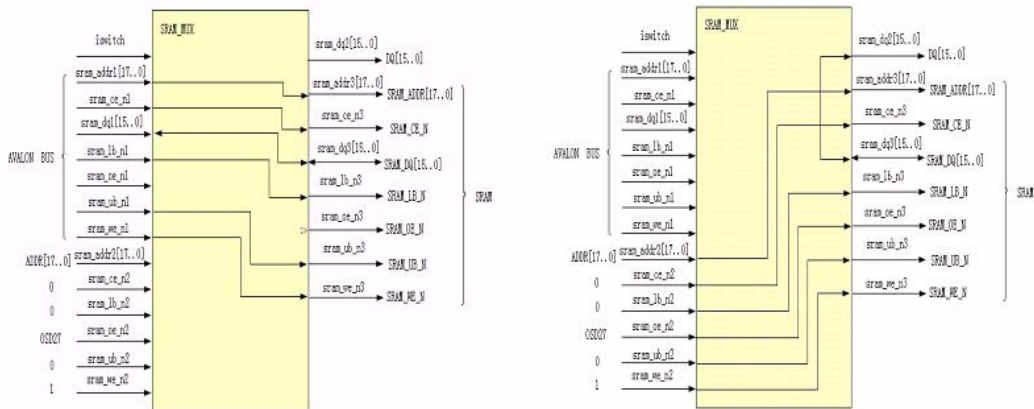 SRAM_MUX
iswitch
sram_addr1[17..0]
sram_ce_n1
sram_dq1[15..0]
AVALON BUS
sram_lb_n1
sram_oe_n1
sram_ub_n1
sram_we_n1
ADDR[17..0]
sram_addr2[17..0]
0
sram_ce_n2
0
sram_lb_n2
OSD27
sram_oe_n2
0
sram_ub_n2
1
sram_we_n2
sram_dq2[15..0]
DQ[15..0]
sram_addr3[17..0]
SRAM_ADDR[17..0]
sram_ce_n3
SRAM_CE_N
sram_dq3[15..0]
SRAM_DQ[15..0]
sram_lb_n3
SRAM_LB_N
sram_oe_n3
SRAM_OE_N
sram_ub_n3
SRAM_UB_N
sram_we_n3
SRAM_WE_N
SRAM
SRAM_MUX
iswitch
sram_addr1[17..0]
sram_ce_n1
sram_dq1[15..0]
AVALON BUS
sram_lb_n1
sram_oe_n1
sram_ub_n1
sram_we_n1
ADDR[17..0]
sram_addr2[17..0]
0
sram_ce_n2
0
sram_lb_n2
OSD27
sram_oe_n2
0
sram_ub_n2
1
sram_we_n2
sram_dq2[15..0]
DQ[15..0]
sram_addr3[17..0]
SRAM_ADDR[17..0]
sram_ce_n3
SRAM_CE_N
sram_dq3[15..0]
SRAM_DQ[15..0]
sram_lb_n3
SRAM_LB_N
sram_oe_n3
SRAM_OE_N
sram_ub_n3
SRAM_UB_N
sram_we_n3
SRAM_WE_N
SRAM